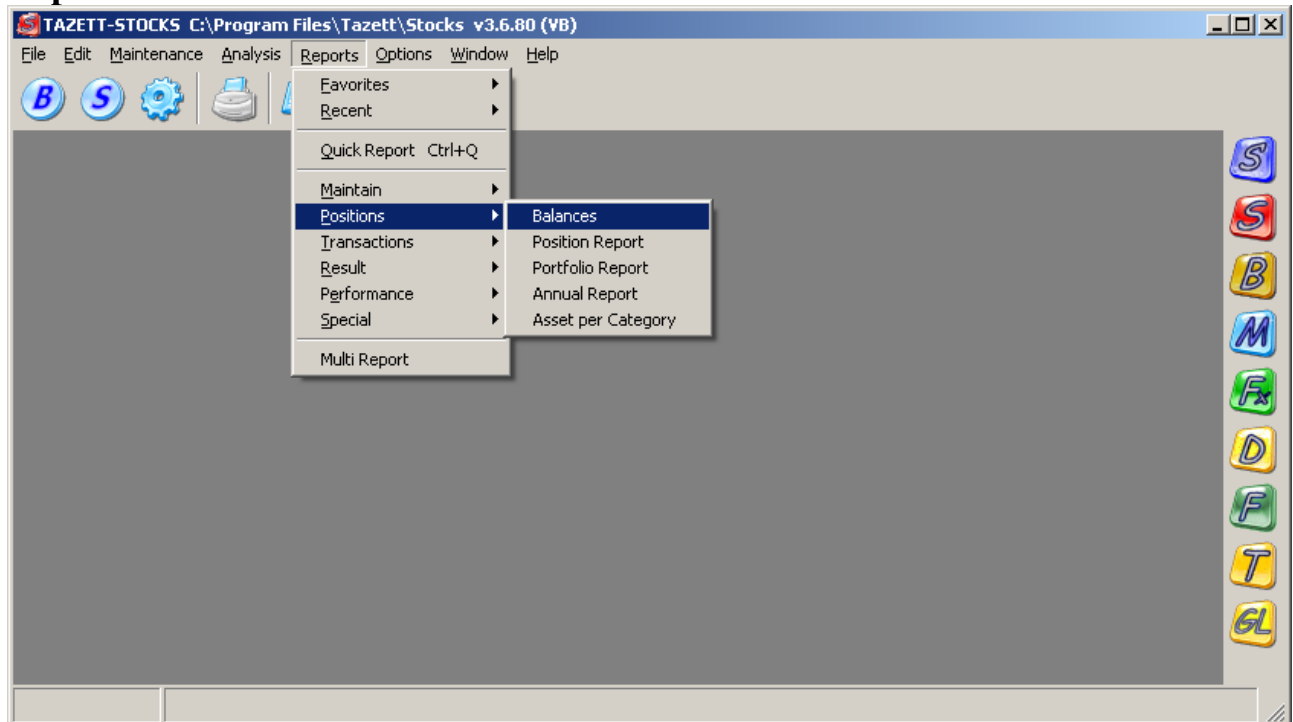 TAZETT-STOCKS C:\Program Files\Tazett\Stocks v3.6.80 (VB)
File Edit Maintenance Analysis Reports Options Window Help
B S
Favorites
Recent
Quick Report Ctrl+Q
Maintain
Positions
Transactions
Result
Performance
Special
Multi Report
Balances
Position Report
Portfolio Report
Annual Report
Asset per Category
S
S
B
M
Fx
D
F
T
GL